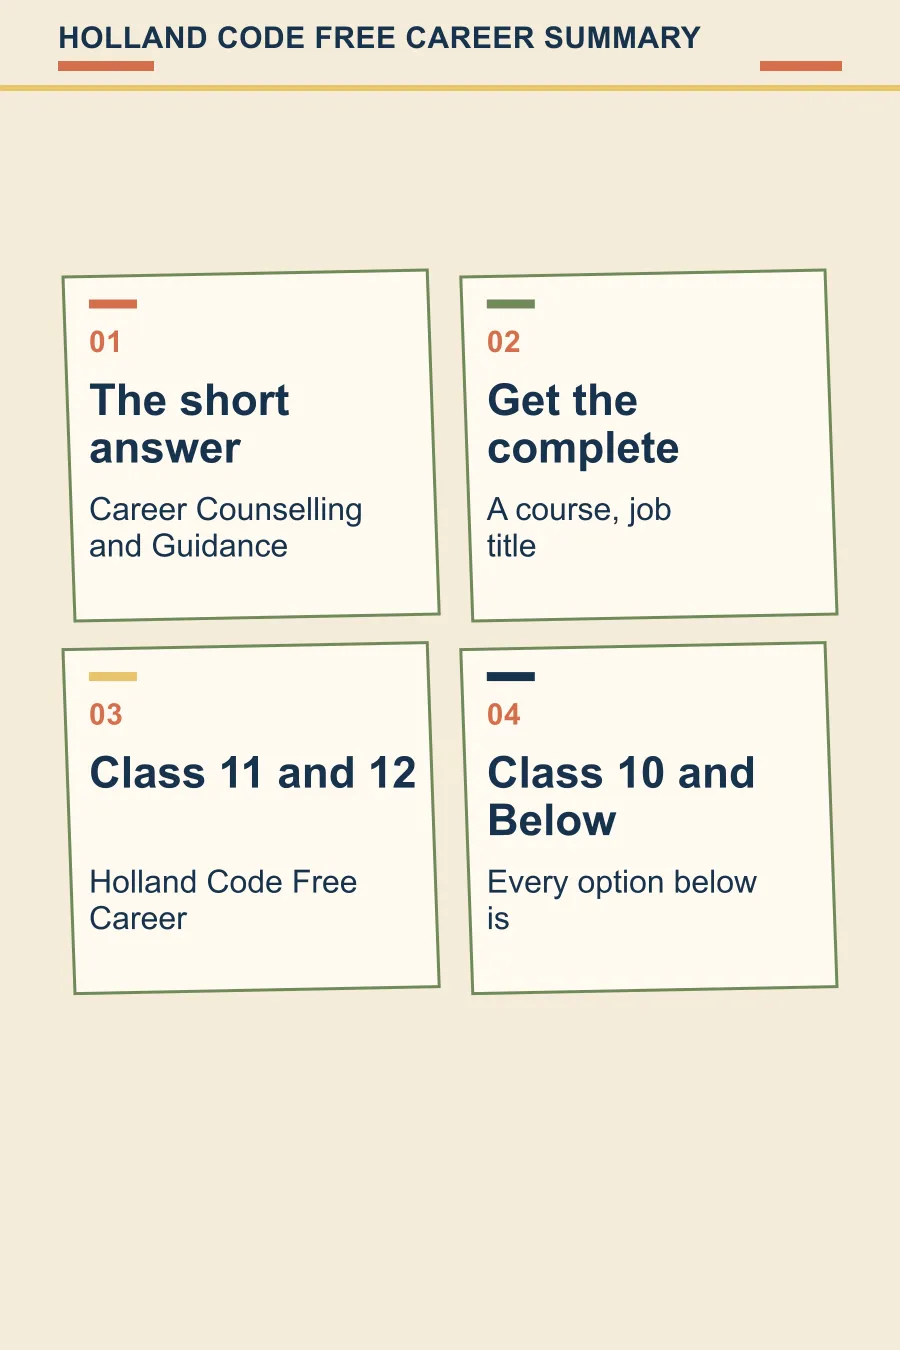 HOLLAND CODE FREE CAREER SUMMARY
01
The short
answer
Career Counselling
and Guidance
02
Get the
complete
A course, job
title
03
Class 11 and 12
Holland Code Free
Career
04
Class 10 and
Below
Every option below
is